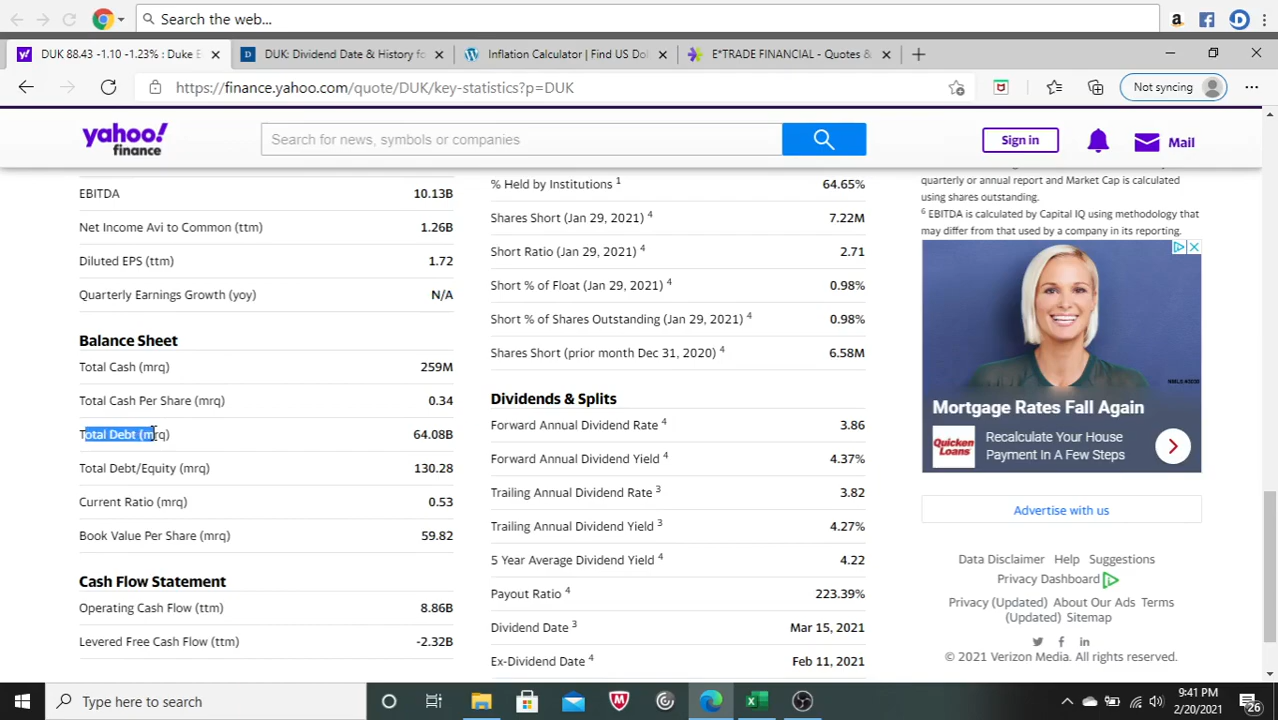 Search the web...
DUK 88.43 -1.10 -1.23% : Duke E
DUK: Dividend Date & History for
Inflation Calculator | Find US Dol
E*TRADE FINANCIAL - Quotes &
https://finance.yahoo.com/quote/DUK/key-statistics?p=DUK
Not syncing
yahoo!
finance
Search for news, symbols or companies
Sign in
Mail
EBITDA 10.13B
Net Income Avi to Common (ttm) 1.26B
Diluted EPS (ttm) 1.72
Quarterly Earnings Growth (yoy) N/A
Balance Sheet
Total Cash (mrq) 259M
Total Cash Per Share (mrq) 0.34
Total Debt (mrq) 64.08B
Total Debt/Equity (mrq) 130.28
Current Ratio (mrq) 0.53
Book Value Per Share (mrq) 59.82
Cash Flow Statement
Operating Cash Flow (ttm) 8.86B
Levered Free Cash Flow (ttm) -2.32B
% Held by Institutions 1 64.65%
Shares Short (Jan 29, 2021) 4 7.22M
Short Ratio (Jan 29, 2021) 4 2.71
Short % of Float (Jan 29, 2021) 4 0.98%
Short % of Shares Outstanding (Jan 29, 2021) 4 0.98%
Shares Short (prior month Dec 31, 2020) 4 6.58M
Dividends & Splits
Forward Annual Dividend Rate 4 3.86
Forward Annual Dividend Yield 4 4.37%
Trailing Annual Dividend Rate 3 3.82
Trailing Annual Dividend Yield 3 4.27%
5 Year Average Dividend Yield 4 4.22
Payout Ratio 4 223.39%
Dividend Date 3 Mar 15, 2021
Ex-Dividend Date 4 Feb 11, 2021
quarterly or annual report and Market Cap is calculated
using shares outstanding.
6 EBITDA is calculated by Capital IQ using methodology that
may differ from that used by a company in its reporting.
NMLS #3030
Mortgage Rates Fall Again
Quicken
Loans
Recalculate Your House
Payment In A Few Steps
Advertise with us
Data Disclaimer Help Suggestions
Privacy Dashboard
Privacy (Updated) About Our Ads Terms
(Updated) Sitemap
© 2021 Verizon Media. All rights reserved.
Type here to search
9:41 PM
2/20/2021
26